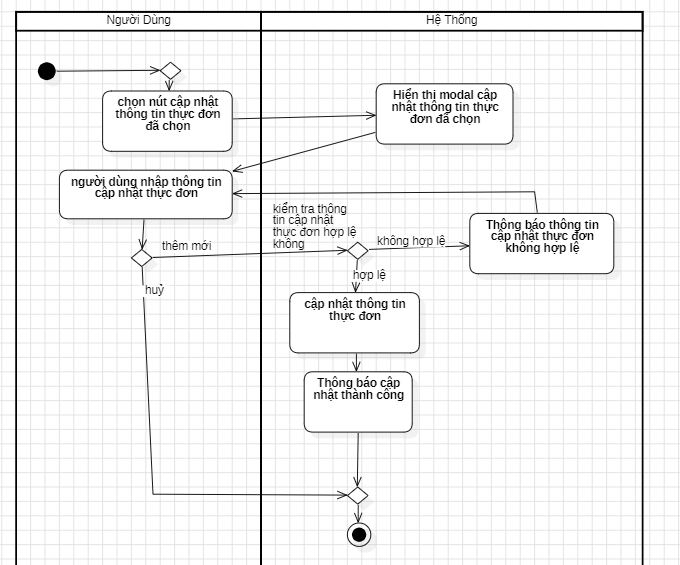 Người Dùng
Hệ Thống
chọn nút cập nhật
thông tin thực đơn
đã chọn
Hiển thị modal cập
nhật thông tin thực
đơn đã chọn
người dùng nhập thông tin
cập nhật thực đơn
kiểm tra thông
tin cập nhật
thực đơn hợp lệ
không
Thông báo thông tin
cập nhật thực đơn
không hợp lệ
thêm mới
không hợp lệ
hợp lệ
huỷ
cập nhật thông tin
thực đơn
Thông báo cập
nhật thành công